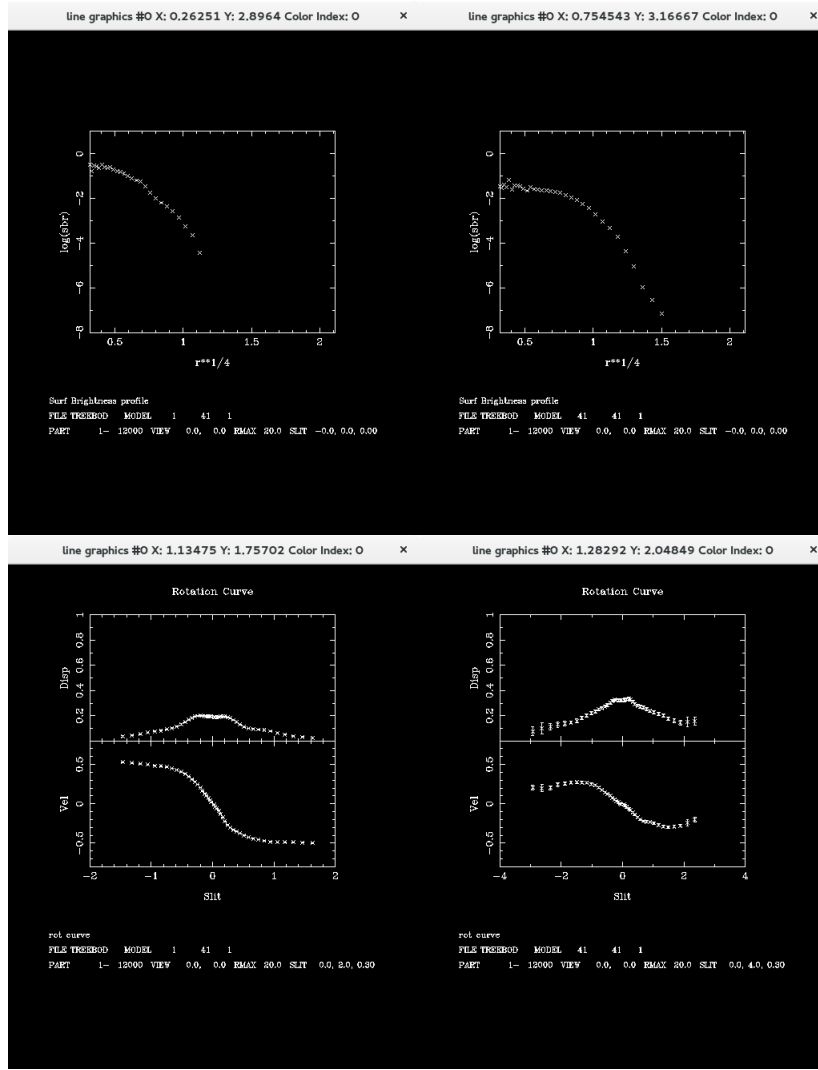 line graphics #0 X: 0.26251 Y: 2.8964 Color Index: 0 ×
0
−2
−4
−6
−8
log(sbr)
0.5 1 1.5 2
r**1/4
Surf Brightness profile
FILE TREEBOD MODEL 1 41 1
PART 1− 12000 VIEW 0.0, 0.0 RMAX 20.0 SLIT −0.0, 0.0, 0.00
line graphics #0 X: 0.754543 Y: 3.16667 Color Index: 0 ×
0
−2
−4
−6
−8
log(sbr)
0.5 1 1.5 2
r**1/4
Surf Brightness profile
FILE TREEBOD MODEL 41 41 1
PART 1− 12000 VIEW 0.0, 0.0 RMAX 20.0 SLIT −0.0, 0.0, 0.00
line graphics #0 X: 1.13475 Y: 1.75702 Color Index: 0 ×
Rotation Curve
1
0.8
0.6
0.4
0.2
Disp
0.5
0
−0.5
Vel
−2 −1 0 1 2
Slit
rot curve
FILE TREEBOD MODEL 1 41 1
PART 1− 12000 VIEW 0.0, 0.0 RMAX 20.0 SLIT 0.0, 2.0, 0.30
line graphics #0 X: 1.28292 Y: 2.04849 Color Index: 0 ×
Rotation Curve
1
0.8
0.6
0.4
0.2
Disp
0.5
0
−0.5
Vel
−4 −2 0 2 4
Slit
rot curve
FILE TREEBOD MODEL 41 41 1
PART 1− 12000 VIEW 0.0, 0.0 RMAX 20.0 SLIT 0.0, 4.0, 0.30